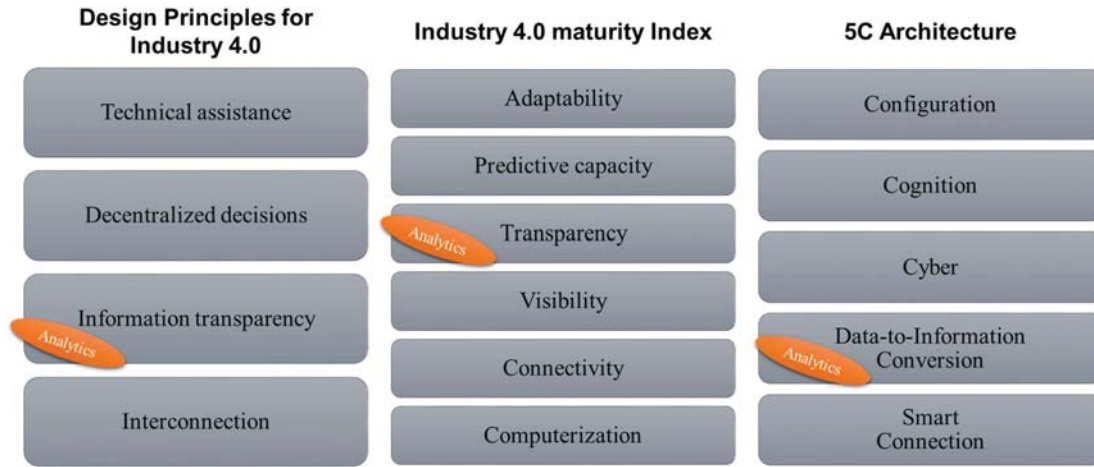 Design Principles for
Industry 4.0
Technical assistance
Decentralized decisions
Information transparency
Analytics
Interconnection
Industry 4.0 maturity Index
Adaptability
Predictive capacity
Transparency
Analytics
Visibility
Connectivity
Computerization
5C Architecture
Configuration
Cognition
Cyber
Data-to-Information
Conversion
Analytics
Smart
Connection